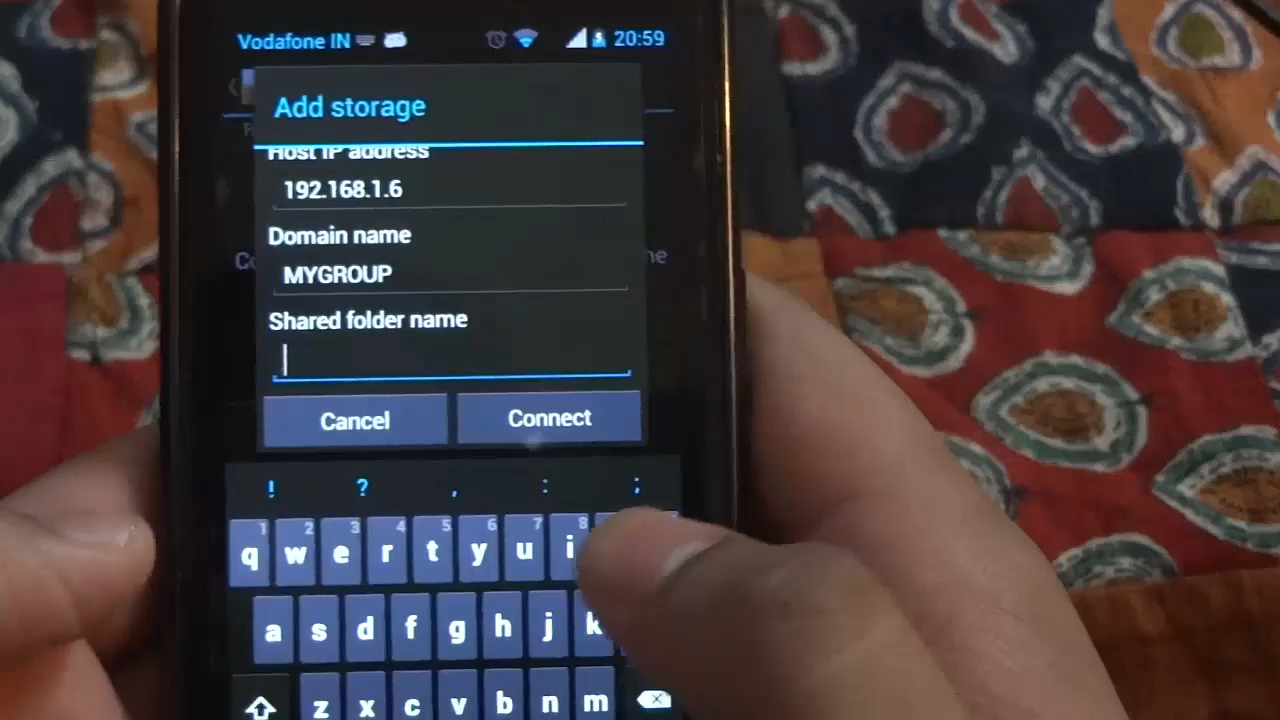 Vodafone IN 20:59
Add storage
Host IP address
192.168.1.6
Domain name
MYGROUP
Shared folder name
Cancel Connect
! ? , : ;
1 2 3 4 5 6 7 8
q w e r t y u i
a s d f g h j k
z x c v b n m